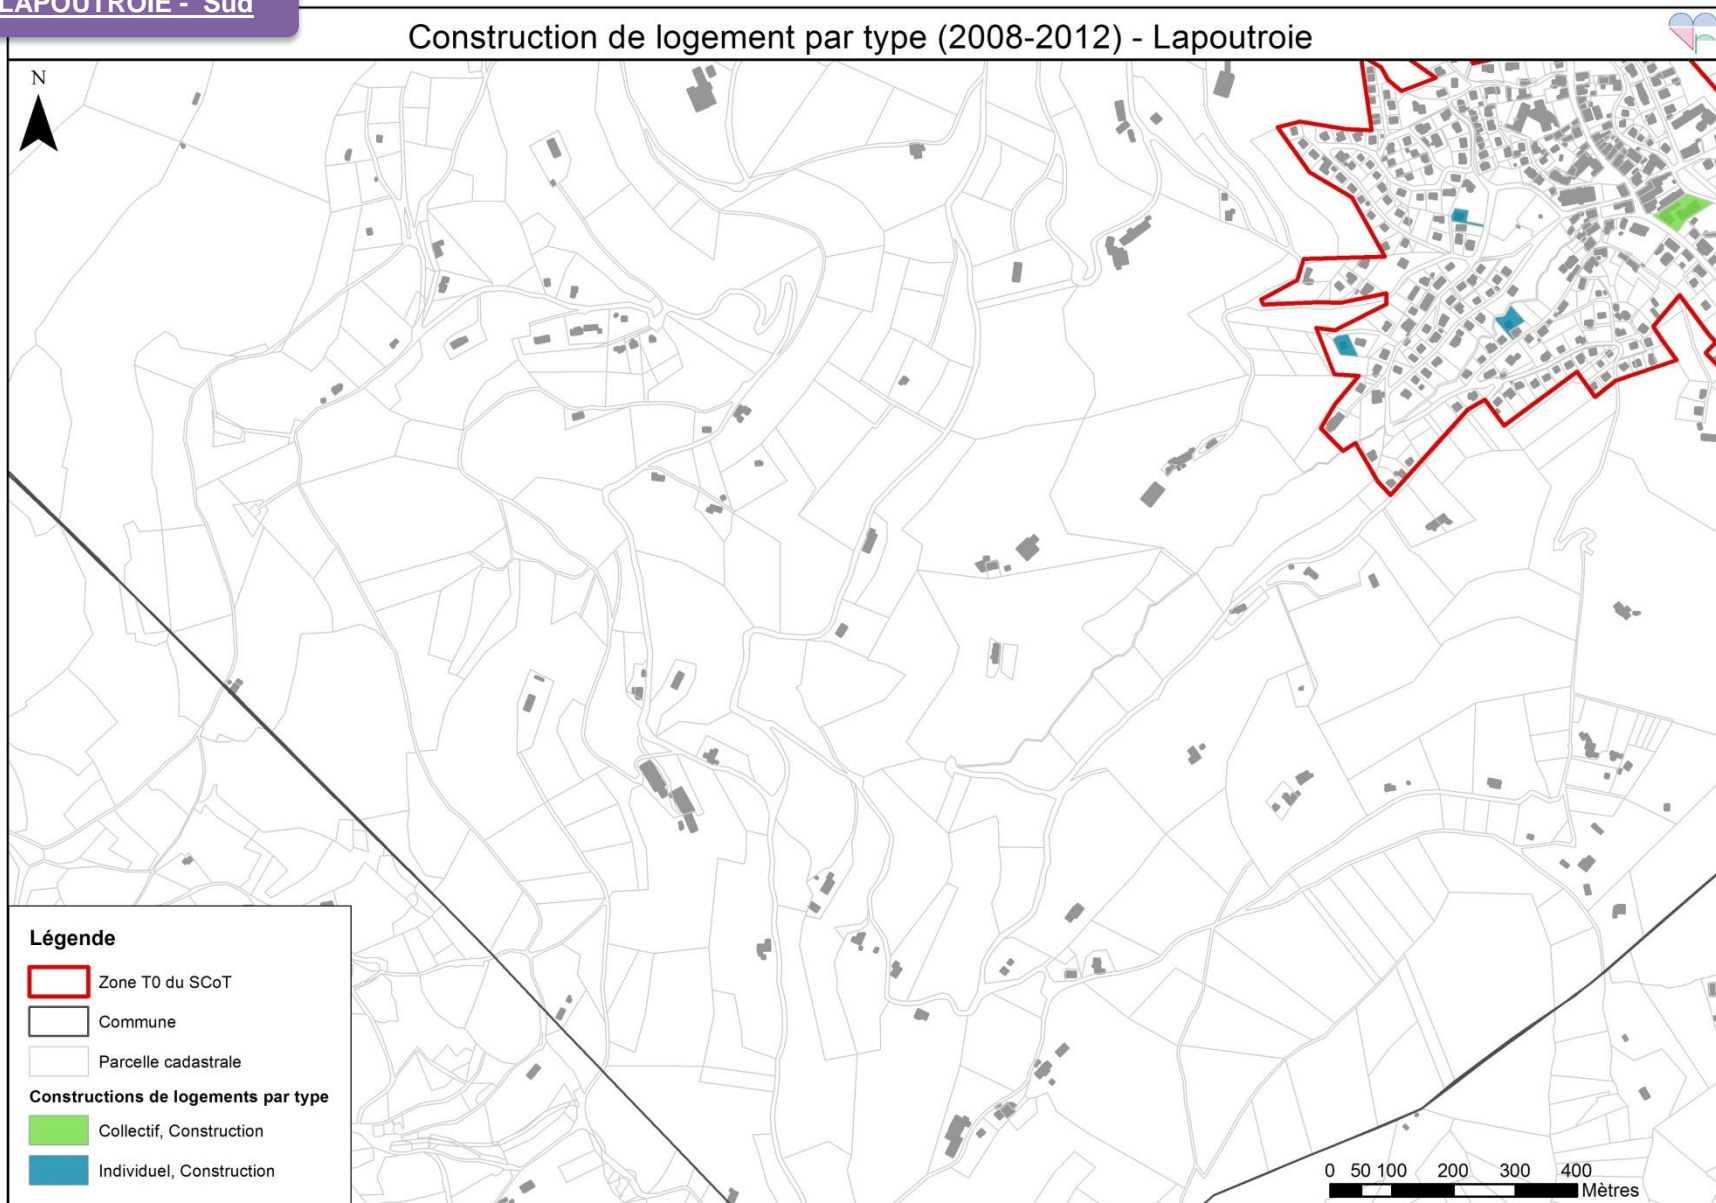 LAPOUTROIE - Sud
Construction de logement par type (2008-2012) - Lapoutroie
N
Légende
Zone T0 du SCoT
Commune
Parcelle cadastrale
Constructions de logements par type
Collectif, Construction
Individuel, Construction
0 50 100 200 300 400
Mètres